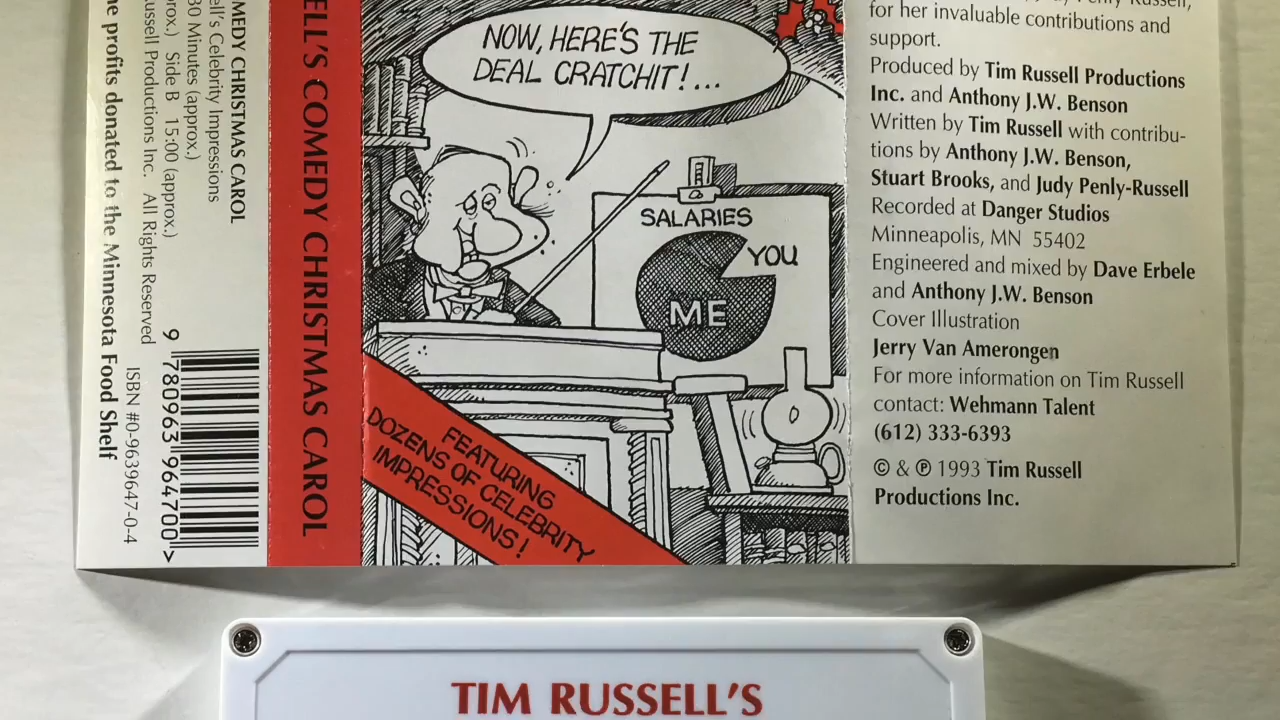 MEDY CHRISTMAS CAROL
ell's Celebrity Impressions
30 Minutes (approx.)
rox.) Side B 15:00 (approx.)
ussell Productions Inc. All Rights Reserved
ISBN #0-9639647-0-4
e profits donated to the Minnesota Food Shelf
9 780963 964700 >
ELL'S COMEDY CHRISTMAS CAROL
NOW, HERE'S THE
DEAL CRATCHIT!...
SALARIES
YOU
ME
FEATURING
DOZENS OF CELEBRITY
IMPRESSIONS!
y Penly Russell,
for her invaluable contributions and
support.
Produced by Tim Russell Productions
Inc. and Anthony J.W. Benson
Written by Tim Russell with contribu-
tions by Anthony J.W. Benson,
Stuart Brooks, and Judy Penly-Russell
Recorded at Danger Studios
Minneapolis, MN 55402
Engineered and mixed by Dave Erbele
and Anthony J.W. Benson
Cover Illustration
Jerry Van Amerongen
For more information on Tim Russell
contact: Wehmann Talent
(612) 333-6393
© & ℗ 1993 Tim Russell
Productions Inc.
TIM RUSSELL'S